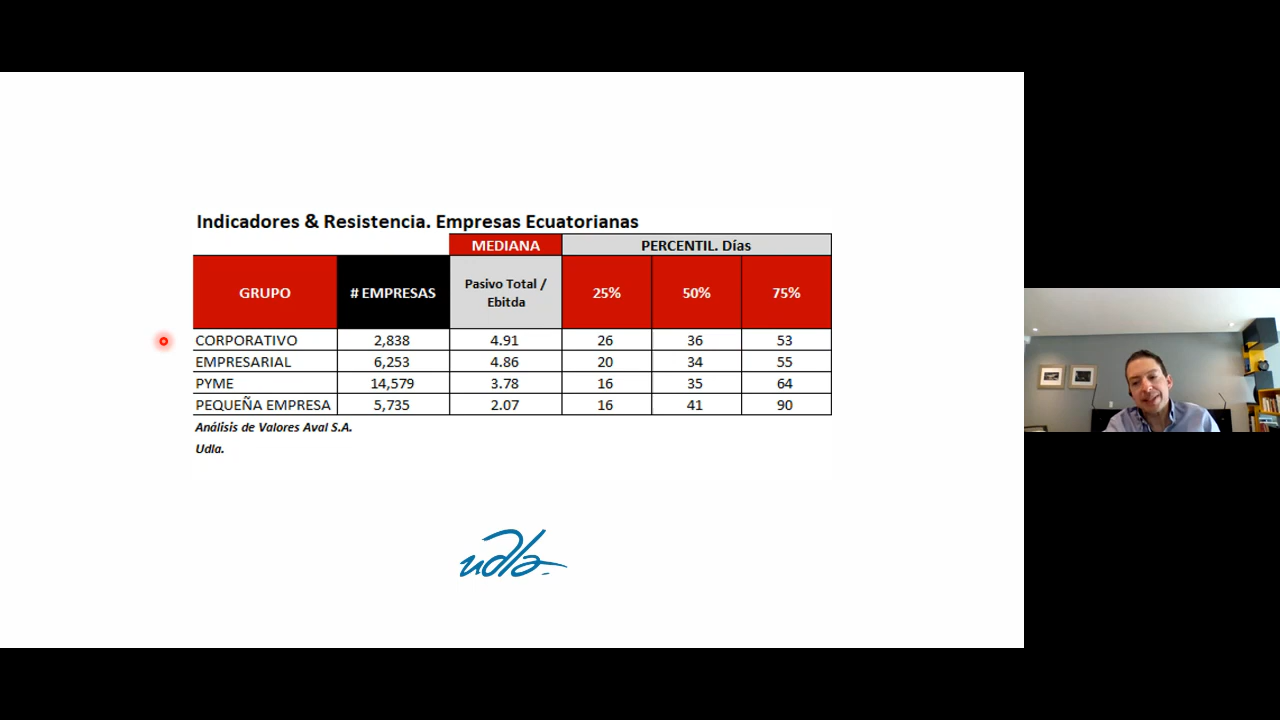 Indicadores & Resistencia. Empresas Ecuatorianas
MEDIANA PERCENTIL. Días
GRUPO # EMPRESAS Pasivo Total / Ebitda 25% 50% 75%
CORPORATIVO 2,838 4.91 26 36 53
EMPRESARIAL 6,253 4.86 20 34 55
PYME 14,579 3.78 16 35 64
PEQUEÑA EMPRESA 5,735 2.07 16 41 90
Análisis de Valores Aval S.A.
Udla.
udla